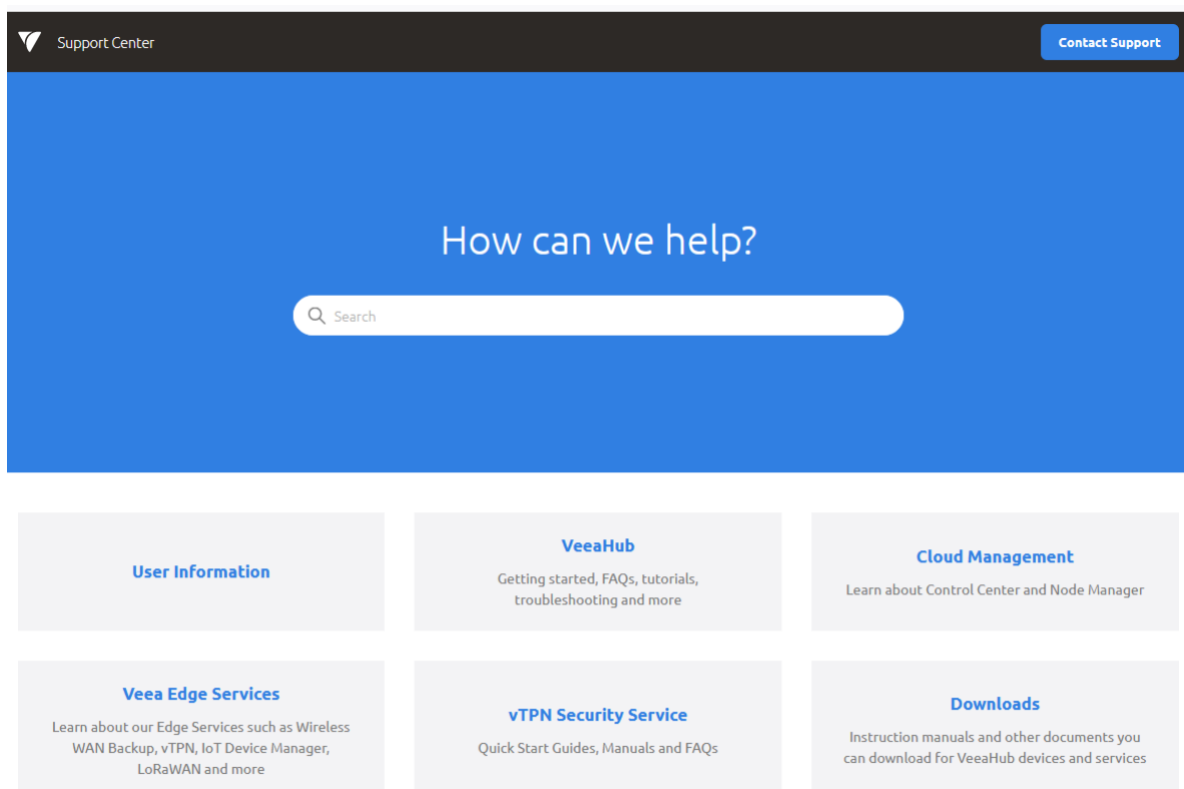 Support Center
Contact Support
How can we help?
Search
User Information
VeeaHub
Getting started, FAQs, tutorials,
troubleshooting and more
Cloud Management
Learn about Control Center and Node Manager
Veea Edge Services
Learn about our Edge Services such as Wireless
WAN Backup, vTPN, IoT Device Manager,
LoRaWAN and more
vTPN Security Service
Quick Start Guides, Manuals and FAQs
Downloads
Instruction manuals and other documents you
can download for VeeaHub devices and services